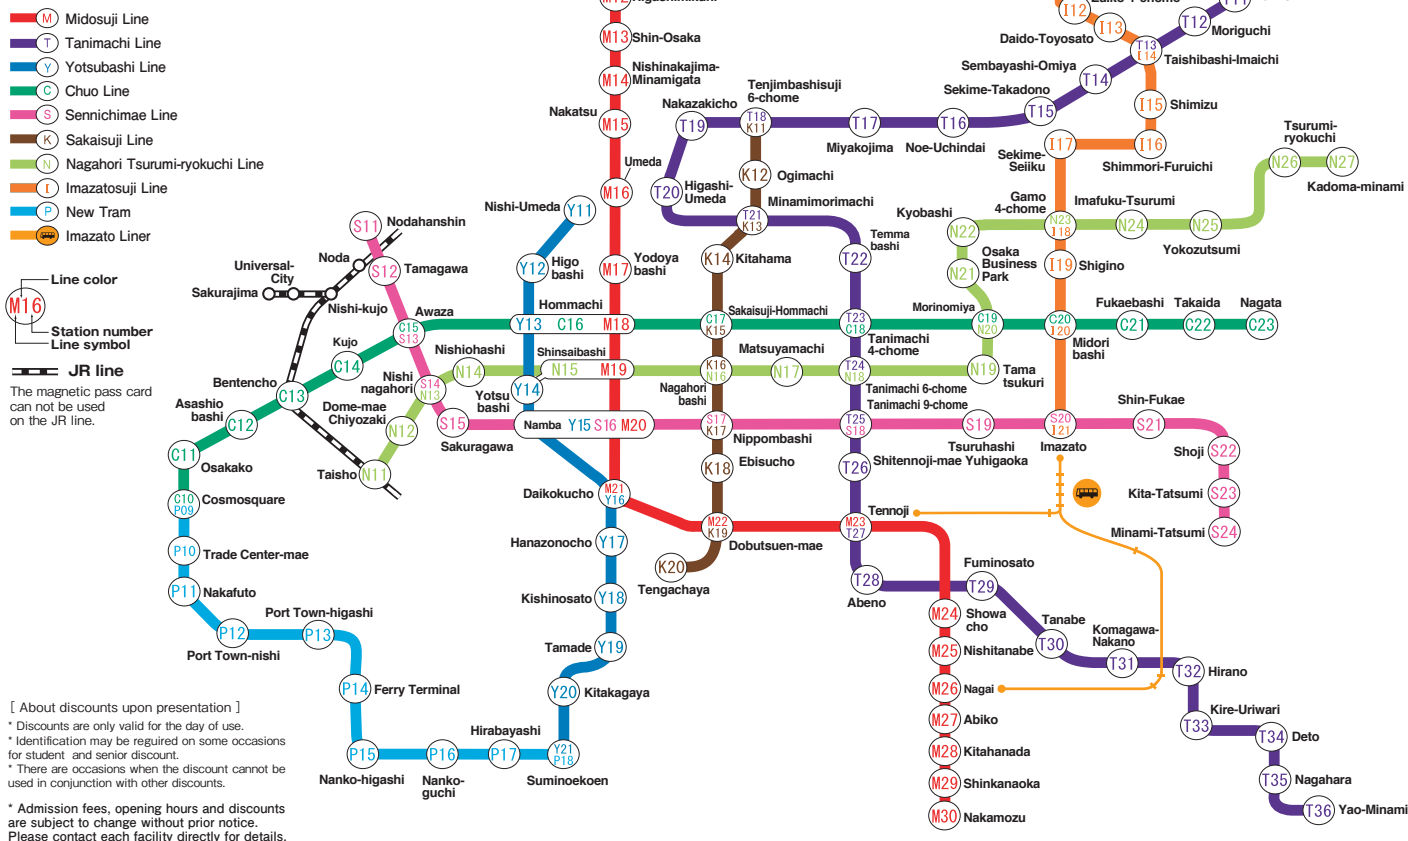 M Midosuji Line
T Tanimachi Line
Y Yotsubashi Line
C Chuo Line
S Sennichimae Line
K Sakaisuji Line
N Nagahori Tsurumi-ryokuchi Line
I Imazatosuji Line
P New Tram
Imazato Liner
Line color
M16
Station number
Line symbol
JR line
The magnetic pass card
can not be used
on the JR line.
M13 Shin-Osaka
Nishinakajima-
Minamigata
M14
Nakatsu
M15
Umeda
M16
Yodoya
bashi
M17
Hommachi
Y13 C16 M18
Shinsaibashi
N15 M19
Namba Y15 S16 M20
Daikokucho
M21
Y16
M22
K19
Dobutsuen-mae
Tennoji
M23
T27
M24
Showa
cho
M25 Nishitanabe
M26 Nagai
M27 Abiko
M28 Kitahanada
M29 Shinkanaoka
M30 Nakamozu
I12
I13
Daido-Toyosato
T12
Moriguchi
T13
I14
Taishibashi-Imaichi
Sembayashi-Omiya
T14
Sekime-Takadono
T15
T16
Noe-Uchindai
T17
Miyakojima
Tenjimbashisuji
6-chome
T18
K11
Nakazakicho
T19
T20
Higashi-
Umeda
Minamimorimachi
T21
K13
Temma
bashi
T22
T23
C18
Tanimachi
4-chome
T24
N18
Tanimachi 6-chome
Tanimachi 9-chome
T25
S18
T26
Shitennoji-mae Yuhigaoka
T28
Abeno
Fuminosato
T29
Tanabe
T30
Komagawa-
Nakano
T31
T32 Hirano
Kire-Uriwari
T33
T34 Deto
T35 Nagahara
T36 Yao-Minami
I15 Shimizu
I16
Shimmori-Furuichi
I17
Sekime-
Seiiku
Gamo
4-chome
N23
I18
I19 Shigino
C20
I20
Midori
bashi
S20
I21
Imazato
Tsurumi-
ryokuchi
N26 N27
Kadoma-minami
Imafuku-Tsurumi
N24 N25
Yokozutsumi
Kyobashi
N22
Osaka
Business
Park
N21
Morinomiya
C19
N20
N19
Tama
tsukuri
Matsuyamachi
N17
K16
N16
Nagahori
bashi
Nishiohashi
N14
Nishi
nagahori
S14
N13
Dome-mae
Chiyozaki
N12
Taisho N11
K12 Ogimachi
K14 Kitahama
Sakaisuji-Hommachi
C17
K15
S17
K17
Nippombashi
K18
Ebisucho
K20
Tengachaya
Nishi-Umeda Y11
Y12
Higo
bashi
Y14
Yotsu
bashi
Hanazonocho Y17
Kishinosato Y18
Tamade Y19
Y20 Kitakagaya
Y21
P18
Suminoekoen
S11
Nodahanshin
S12 Tamagawa
Noda
Universal-
City
Sakurajima
Nishi-kujo
Awaza
C15
S13
Kujo
C14
Bentencho
C13
Asashio
bashi
C12
C11
Osakako
C10
P09
Cosmosquare
S15
Sakuragawa
S19
Tsuruhashi
Shin-Fukae
S21
Shoji S22
Kita-Tatsumi S23
Minami-Tatsumi S24
Fukaebashi Takaida Nagata
C21 C22 C23
P10 Trade Center-mae
P11 Nakafuto
P12
Port Town-nishi
Port Town-higashi
P13
P14 Ferry Terminal
P15
Nanko-higashi
P16
Nanko-
guchi
Hirabayashi
P17
[ About discounts upon presentation ]
* Discounts are only valid for the day of use.
* Identification may be reguired on some occasions
for student and senior discount.
* There are occasions when the discount cannot be
used in conjunction with other discounts.
* Admission fees, opening hours and discounts
are subject to change without prior notice.
Please contact each facility directly for details.